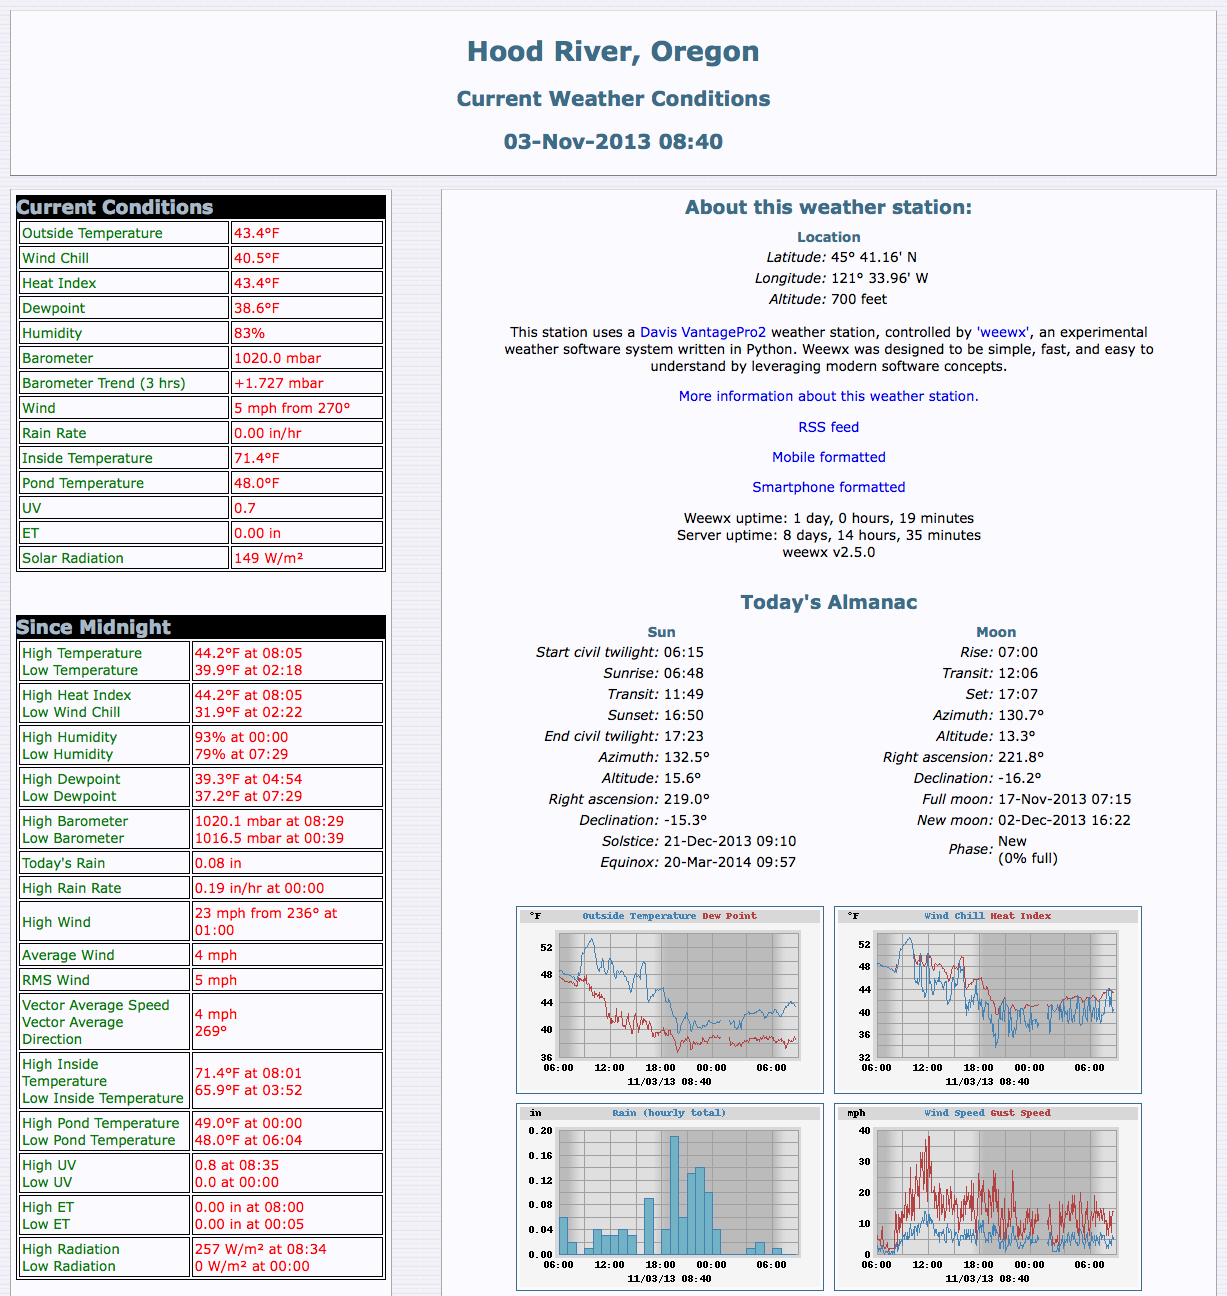 Hood River, Oregon
Current Weather Conditions
03-Nov-2013 08:40
Current Conditions
Outside Temperature 43.4°F
Wind Chill 40.5°F
Heat Index 43.4°F
Dewpoint 38.6°F
Humidity 83%
Barometer 1020.0 mbar
Barometer Trend (3 hrs) +1.727 mbar
Wind 5 mph from 270°
Rain Rate 0.00 in/hr
Inside Temperature 71.4°F
Pond Temperature 48.0°F
UV 0.7
ET 0.00 in
Solar Radiation 149 W/m²
Since Midnight
High Temperature 44.2°F at 08:05
Low Temperature 39.9°F at 02:18
High Heat Index 44.2°F at 08:05
Low Wind Chill 31.9°F at 02:22
High Humidity 93% at 00:00
Low Humidity 79% at 07:29
High Dewpoint 39.3°F at 04:54
Low Dewpoint 37.2°F at 07:29
High Barometer 1020.1 mbar at 08:29
Low Barometer 1016.5 mbar at 00:39
Today's Rain 0.08 in
High Rain Rate 0.19 in/hr at 00:00
High Wind 23 mph from 236° at
01:00
Average Wind 4 mph
RMS Wind 5 mph
Vector Average Speed 4 mph
Vector Average
Direction 269°
High Inside
Temperature 71.4°F at 08:01
Low Inside Temperature 65.9°F at 03:52
High Pond Temperature 49.0°F at 00:00
Low Pond Temperature 48.0°F at 06:04
High UV 0.8 at 08:35
Low UV 0.0 at 00:00
High ET 0.00 in at 08:00
Low ET 0.00 in at 00:05
High Radiation 257 W/m² at 08:34
Low Radiation 0 W/m² at 00:00
About this weather station:
Location
Latitude: 45° 41.16' N
Longitude: 121° 33.96' W
Altitude: 700 feet
This station uses a Davis VantagePro2 weather station, controlled by 'weewx', an experimental
weather software system written in Python. Weewx was designed to be simple, fast, and easy to
understand by leveraging modern software concepts.
More information about this weather station.
RSS feed
Mobile formatted
Smartphone formatted
Weewx uptime: 1 day, 0 hours, 19 minutes
Server uptime: 8 days, 14 hours, 35 minutes
weewx v2.5.0
Today's Almanac
Sun
Start civil twilight: 06:15
Sunrise: 06:48
Transit: 11:49
Sunset: 16:50
End civil twilight: 17:23
Azimuth: 132.5°
Altitude: 15.6°
Right ascension: 219.0°
Declination: -15.3°
Solstice: 21-Dec-2013 09:10
Equinox: 20-Mar-2014 09:57
Moon
Rise: 07:00
Transit: 12:06
Set: 17:07
Azimuth: 130.7°
Altitude: 13.3°
Right ascension: 221.8°
Declination: -16.2°
Full moon: 17-Nov-2013 07:15
New moon: 02-Dec-2013 16:22
Phase: New
(0% full)
°F Outside Temperature Dew Point
52
48
44
40
36
06:00 12:00 18:00 00:00 06:00
11/03/13 08:40
°F Wind Chill Heat Index
52
48
44
40
36
32
06:00 12:00 18:00 00:00 06:00
11/03/13 08:40
in Rain (hourly total)
0.20
0.16
0.12
0.08
0.04
0.00
06:00 12:00 18:00 00:00 06:00
11/03/13 08:40
mph Wind Speed Gust Speed
40
30
20
10
0
06:00 12:00 18:00 00:00 06:00
11/03/13 08:40